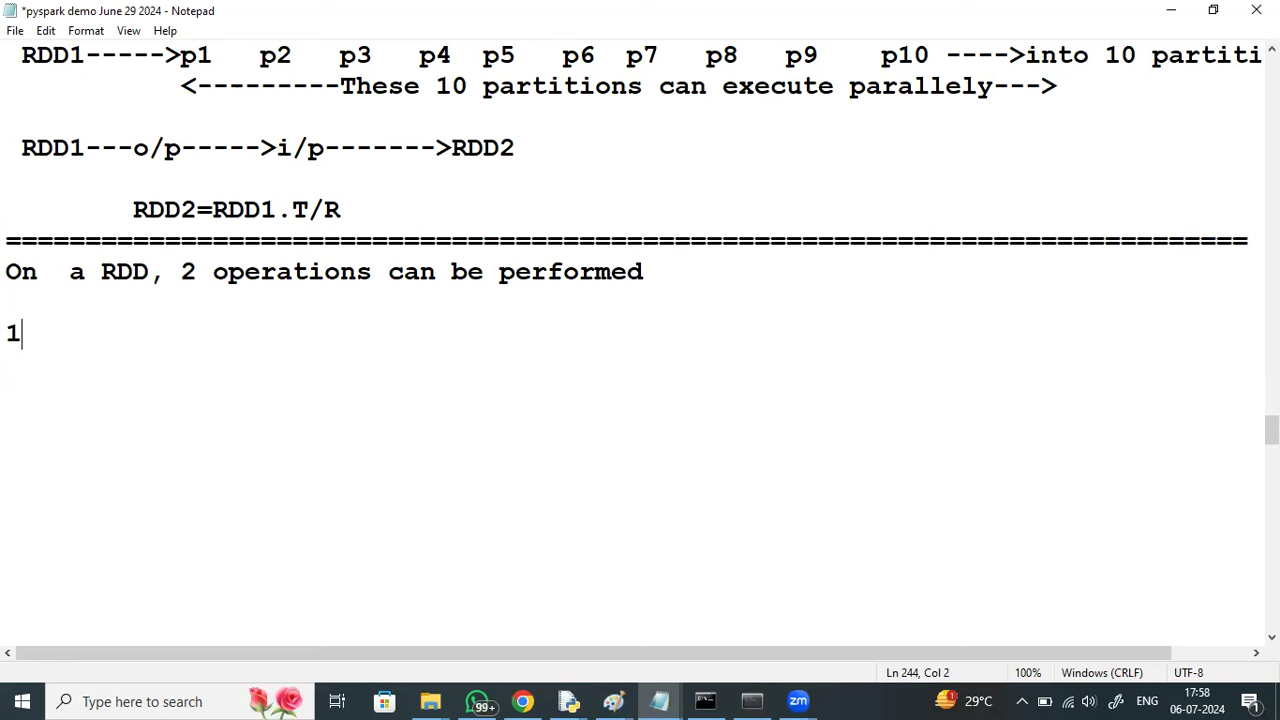 *pyspark demo June 29 2024 - Notepad
File Edit Format View Help
RDD1----->p1 p2 p3 p4 p5 p6 p7 p8 p9 p10 ---->into 10 partiti
<---------These 10 partitions can execute parallely--->
RDD1---o/p----->i/p------->RDD2
RDD2=RDD1.T/R
==============================================================================
On a RDD, 2 operations can be performed
1
Ln 244, Col 2 100% Windows (CRLF) UTF-8
Type here to search 99+ zm 29°C ENG 17:58
06-07-2024 1